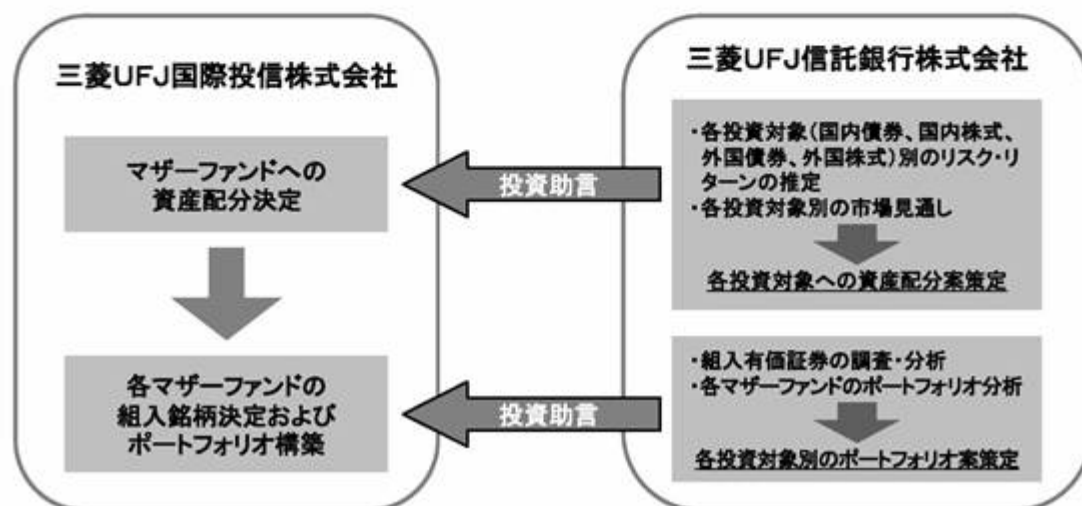 三菱UFJ国際投信株式会社
マザーファンドへの
資産配分決定
各マザーファンドの
組入銘柄決定および
ポートフォリオ構築
投資助言
投資助言
三菱UFJ信託銀行株式会社
・各投資対象(国内債券、国内株式、
外国債券、外国株式)別のリスク・リ
ターンの推定
・各投資対象別の市場見通し
各投資対象への資産配分案策定
・組入有価証券の調査・分析
・各マザーファンドのポートフォリオ分析
各投資対象別のポートフォリオ案策定